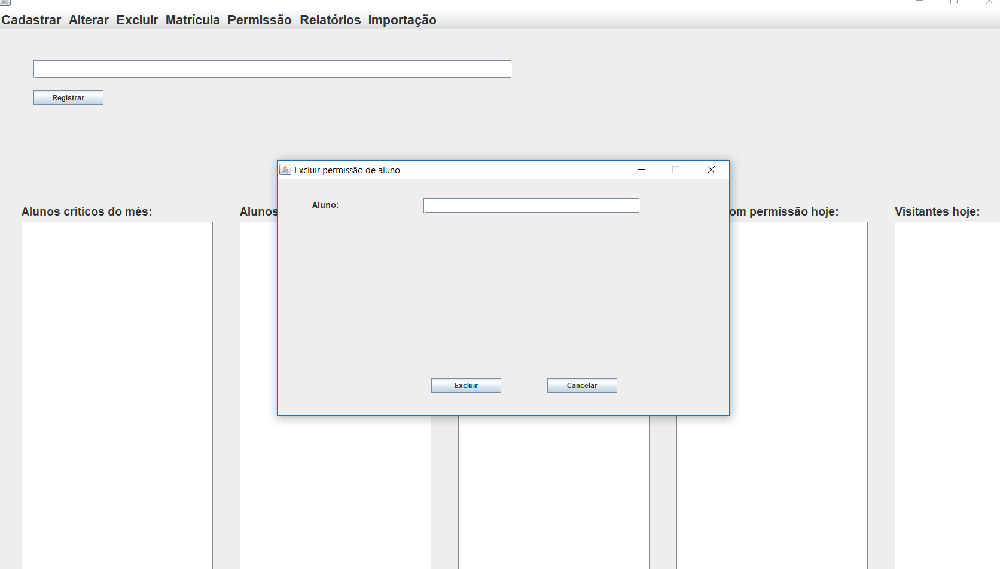 Cadastrar Alterar Excluir Matrícula Permissão Relatórios Importação
Registrar
Excluir permissão de aluno
Aluno:
Excluir Cancelar
Alunos criticos do mês: Alunos permissão hoje: Visitantes hoje: